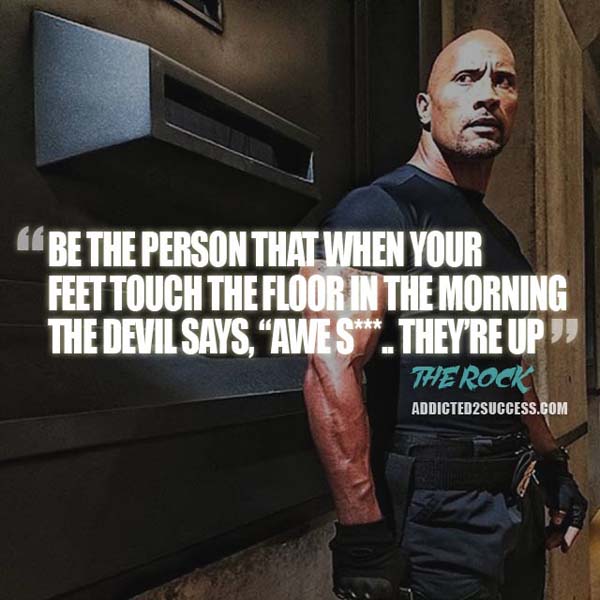 “BE THE PERSON THAT WHEN YOUR
FEET TOUCH THE FLOOR IN THE MORNING
THE DEVIL SAYS, “AWE S***.. THEY’RE UP”
THE ROCK
ADDICTED2SUCCESS.COM